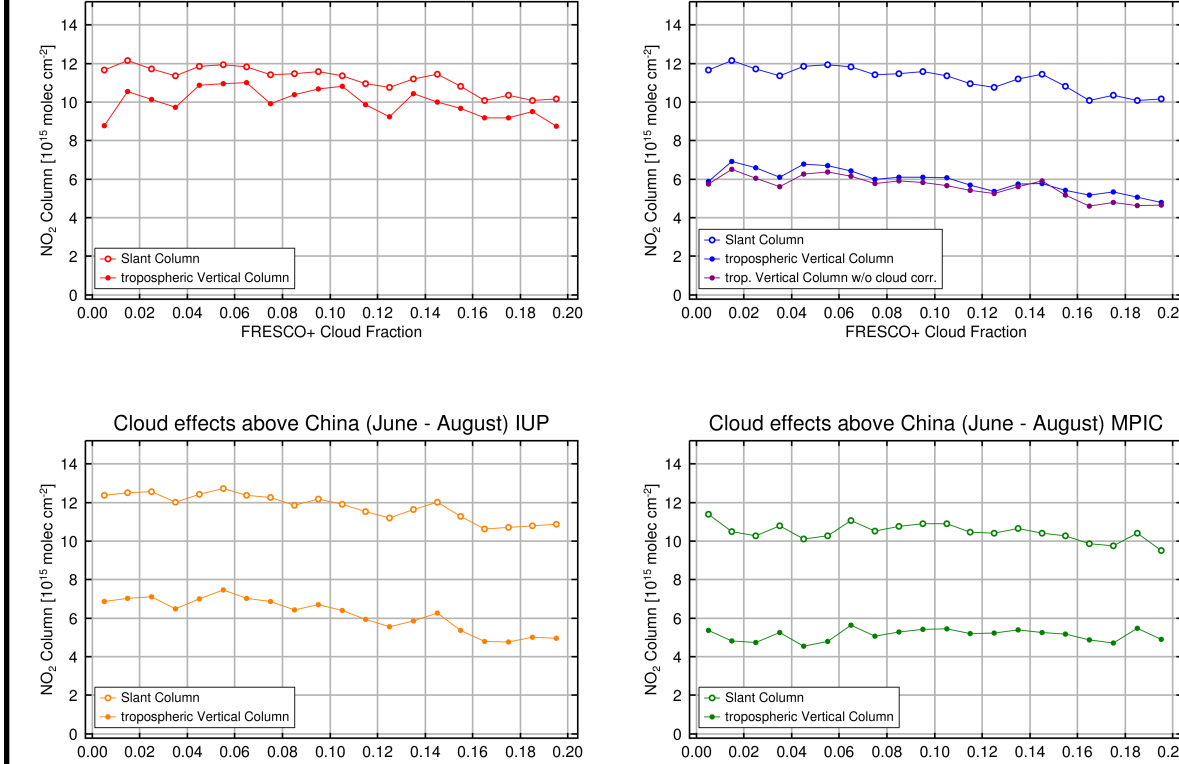 14
12
10
8
6
4
2
0
NO2 Column [10^15 molec cm^-2]
Slant Column
tropospheric Vertical Column
0.00 0.02 0.04 0.06 0.08 0.10 0.12 0.14 0.16 0.18 0.20
FRESCO+ Cloud Fraction
14
12
10
8
6
4
2
0
NO2 Column [10^15 molec cm^-2]
Slant Column
tropospheric Vertical Column
trop. Vertical Column w/o cloud corr.
0.00 0.02 0.04 0.06 0.08 0.10 0.12 0.14 0.16 0.18 0.2
FRESCO+ Cloud Fraction
Cloud effects above China (June - August) IUP
14
12
10
8
6
4
2
0
NO2 Column [10^15 molec cm^-2]
Slant Column
tropospheric Vertical Column
0.00 0.02 0.04 0.06 0.08 0.10 0.12 0.14 0.16 0.18 0.20
Cloud effects above China (June - August) MPIC
14
12
10
8
6
4
2
0
NO2 Column [10^15 molec cm^-2]
Slant Column
tropospheric Vertical Column
0.00 0.02 0.04 0.06 0.08 0.10 0.12 0.14 0.16 0.18 0.20